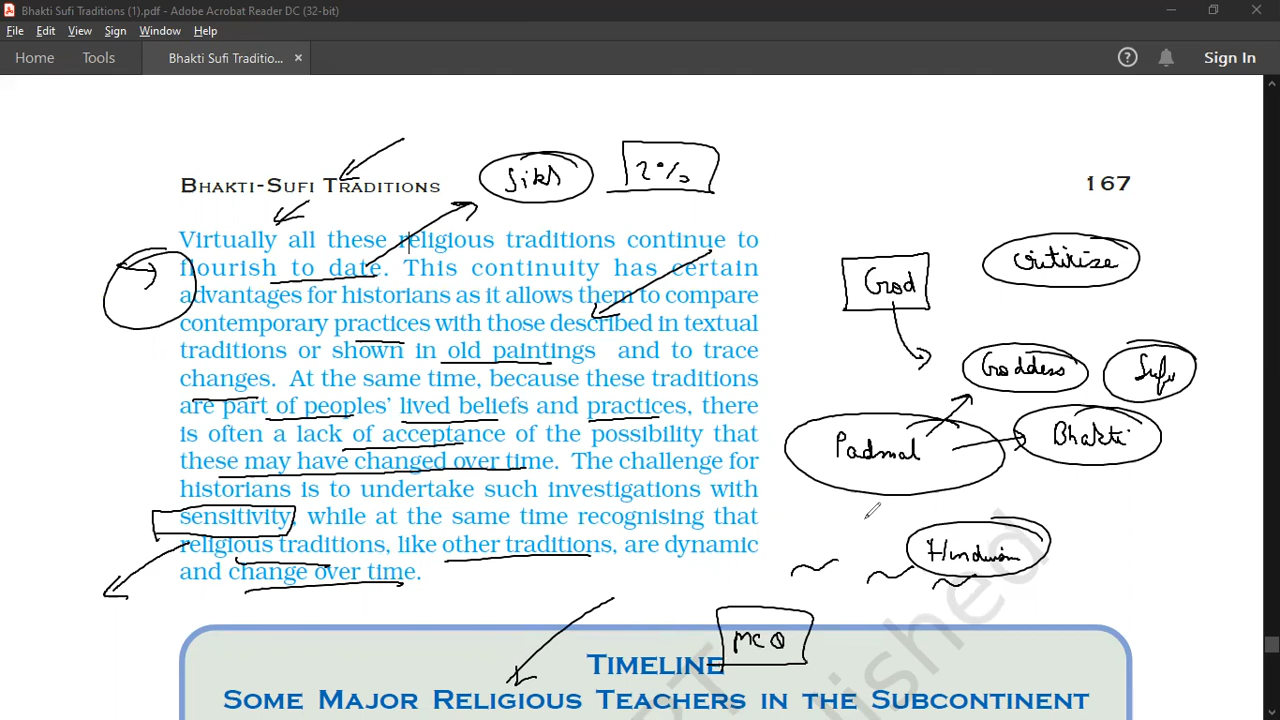 Bhakti Sufi Traditions (1).pdf - Adobe Acrobat Reader DC (32-bit)
File Edit View Sign Window Help
Home Tools Bhakti Sufi Traditio... × Sign In
BHAKTI-SUFI TRADITIONS Sikh 2% 167
Virtually all these religious traditions continue to
flourish to date. This continuity has certain
advantages for historians as it allows them to compare
contemporary practices with those described in textual
traditions or shown in old paintings and to trace
changes. At the same time, because these traditions
are part of peoples' lived beliefs and practices, there
is often a lack of acceptance of the possibility that
these may have changed over time. The challenge for
historians is to undertake such investigations with
sensitivity, while at the same time recognising that
religious traditions, like other traditions, are dynamic
and change over time.
Critikize
God
Goddess Sufu
Padmal Bhakti
Hinduism
MCQ
TIMELINE
SOME MAJOR RELIGIOUS TEACHERS IN THE SUBCONTINENT